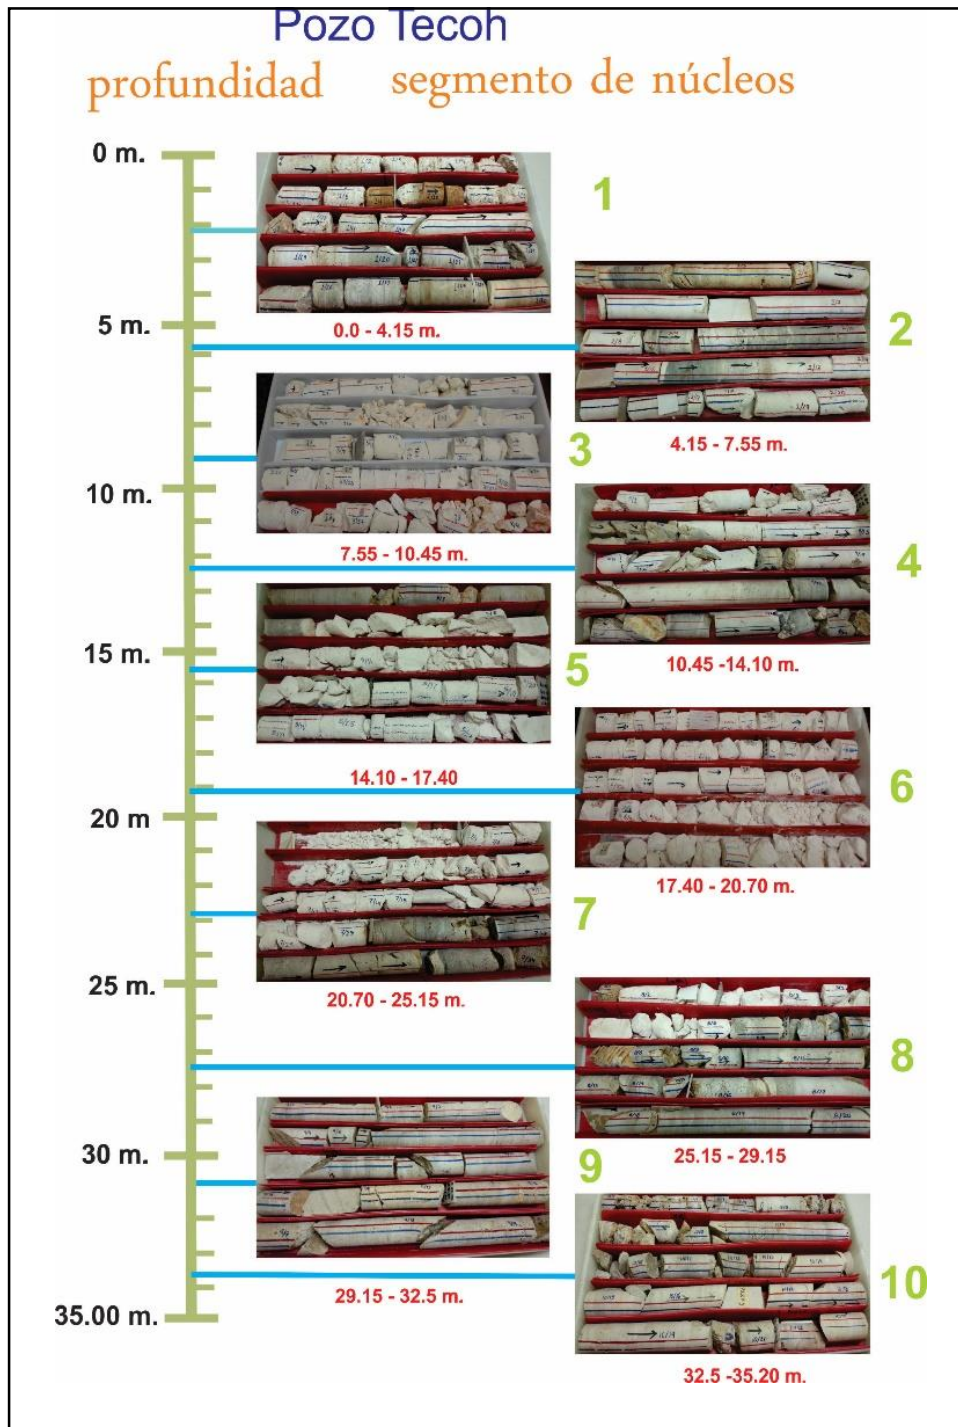 Pozo Tecoh
profundidad segmento de núcleos
0 m.
1
0.0 - 4.15 m.
5 m.
2
4.15 - 7.55 m.
3
7.55 - 10.45 m.
10 m.
4
10.45 -14.10 m.
15 m.
5
14.10 - 17.40
6
17.40 - 20.70 m.
20 m
7
20.70 - 25.15 m.
25 m.
8
25.15 - 29.15
30 m.
9
29.15 - 32.5 m.
10
32.5 -35.20 m.
35.00 m.